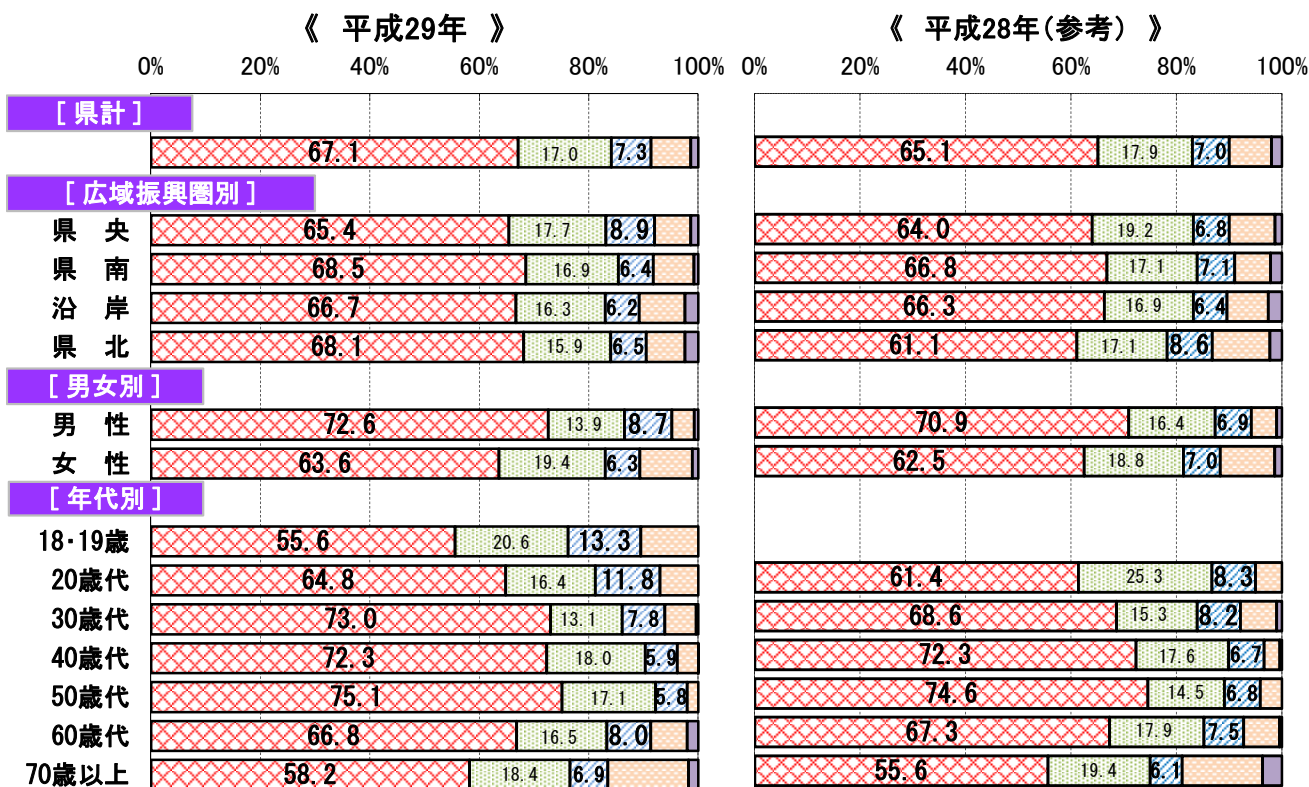 《 平成29年 》 《 平成28年(参考) 》
0% 20% 40% 60% 80% 100% 0% 20% 40% 60% 80% 100%
[ 県計 ]
67.1 17.0 7.3 65.1 17.9 7.0
[ 広域振興圏別 ]
県 央 65.4 17.7 8.9 64.0 19.2 6.8
県 南 68.5 16.9 6.4 66.8 17.1 7.1
沿 岸 66.7 16.3 6.2 66.3 16.9 6.4
県 北 68.1 15.9 6.5 61.1 17.1 8.6
[ 男女別 ]
男 性 72.6 13.9 8.7 70.9 16.4 6.9
女 性 63.6 19.4 6.3 62.5 18.8 7.0
[ 年代別 ]
18・19歳 55.6 20.6 13.3
20歳代 64.8 16.4 11.8 61.4 25.3 8.3
30歳代 73.0 13.1 7.8 68.6 15.3 8.2
40歳代 72.3 18.0 5.9 72.3 17.6 6.7
50歳代 75.1 17.1 5.8 74.6 14.5 6.8
60歳代 66.8 16.5 8.0 67.3 17.9 7.5
70歳以上 58.2 18.4 6.9 55.6 19.4 6.1